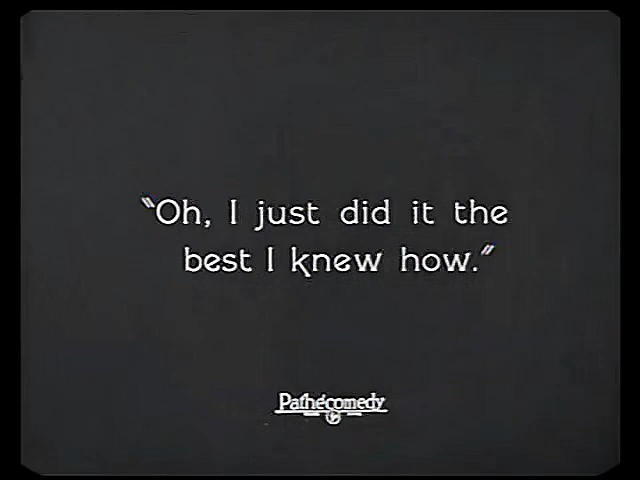 “Oh, I just did it the
best I knew how.”
Pathécomedy